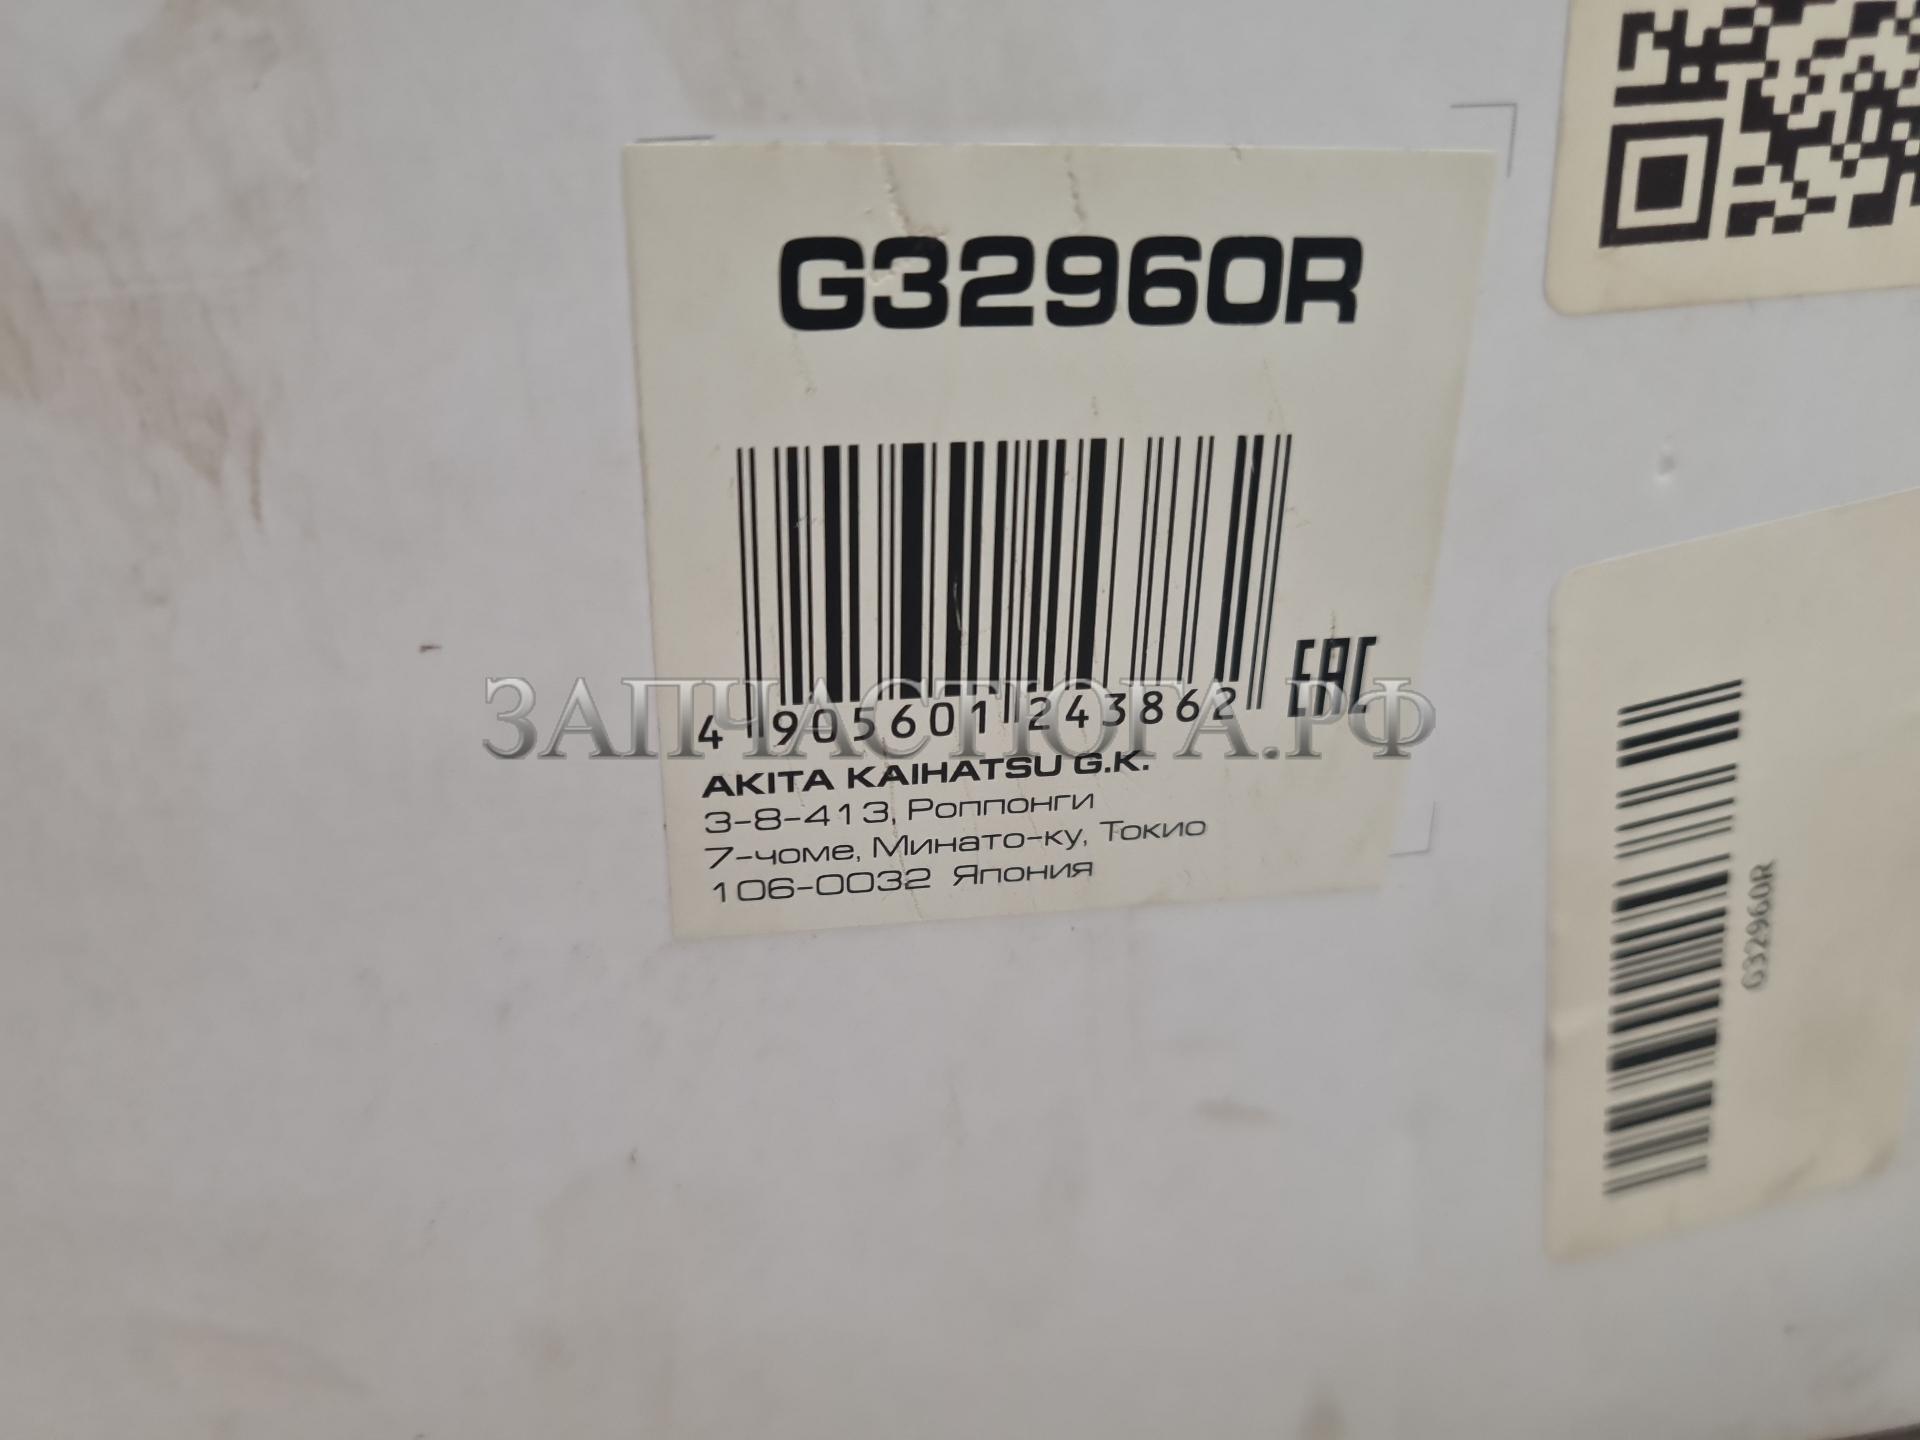 G32960R
4 905601 243862
EAC
ЗАПЧАСТЮГА.РФ
AKITA KAIHATSU G.K.
3-8-413, Роппонги
7-чоме, Минато-ку, Токио
106-0032 Япония
G32960R